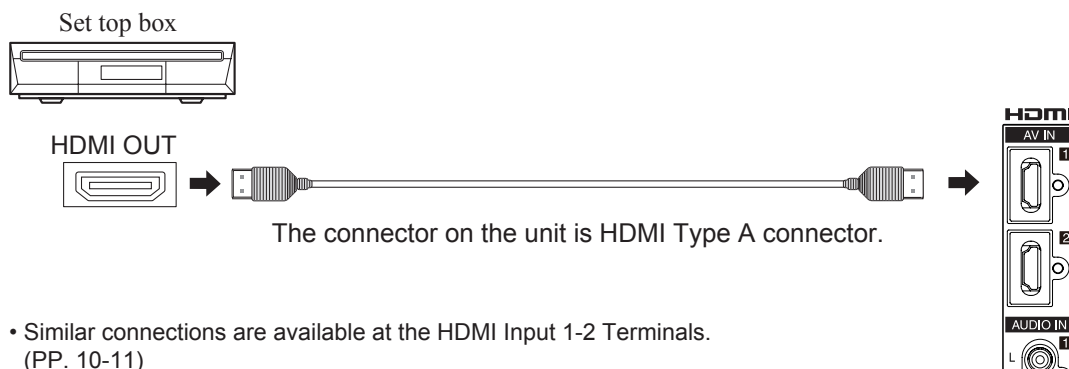 Set top box
HDMI OUT
HDMI
AV IN
1
The connector on the unit is HDMI Type A connector.
2
• Similar connections are available at the HDMI Input 1-2 Terminals.
(PP. 10-11)
AUDIO IN
1
L